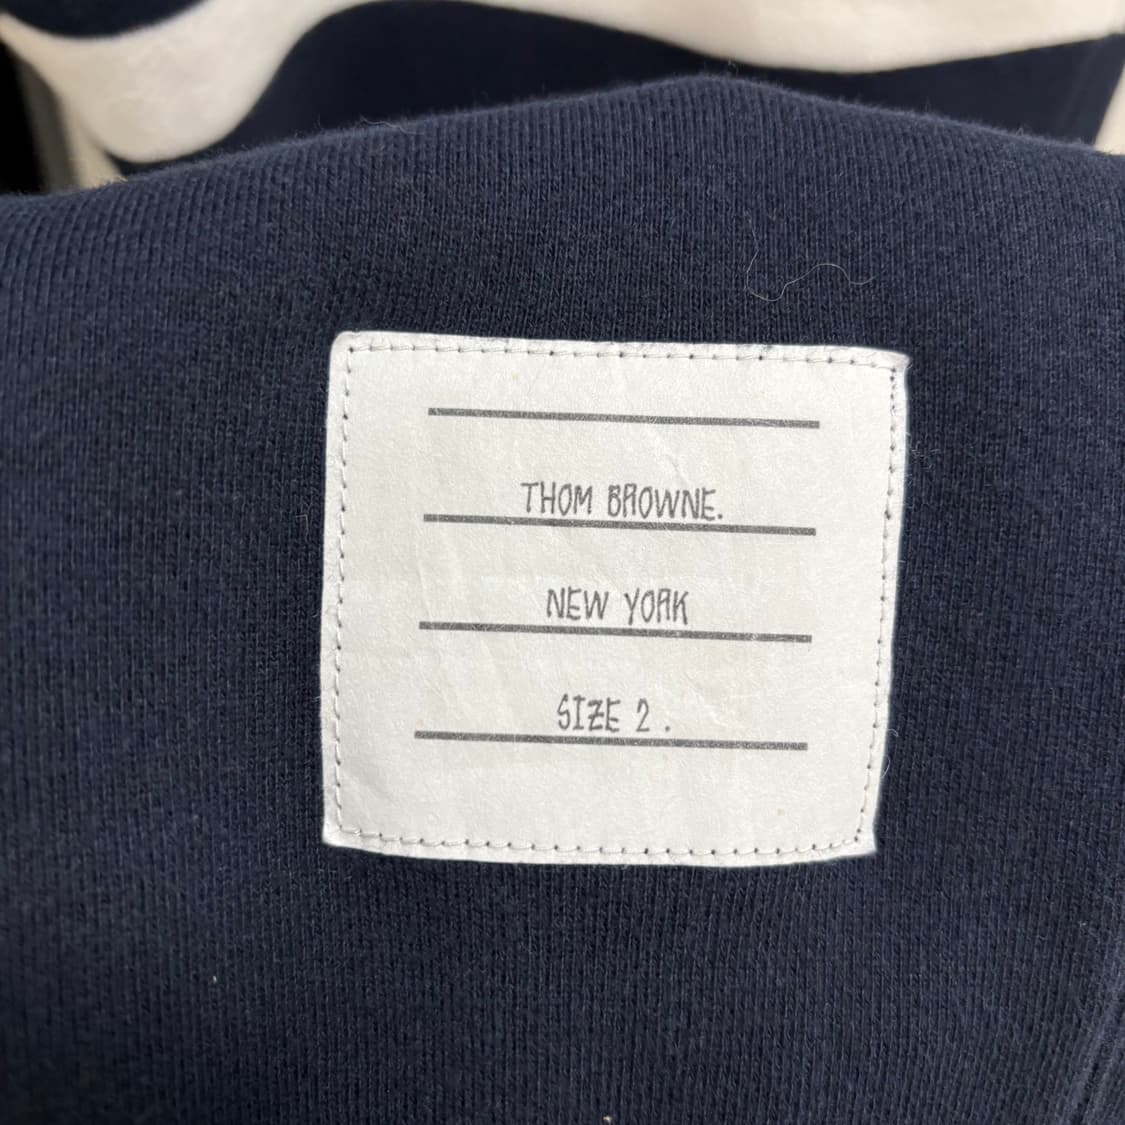 THOM BROWNE.
NEW YORK
SIZE 2 .